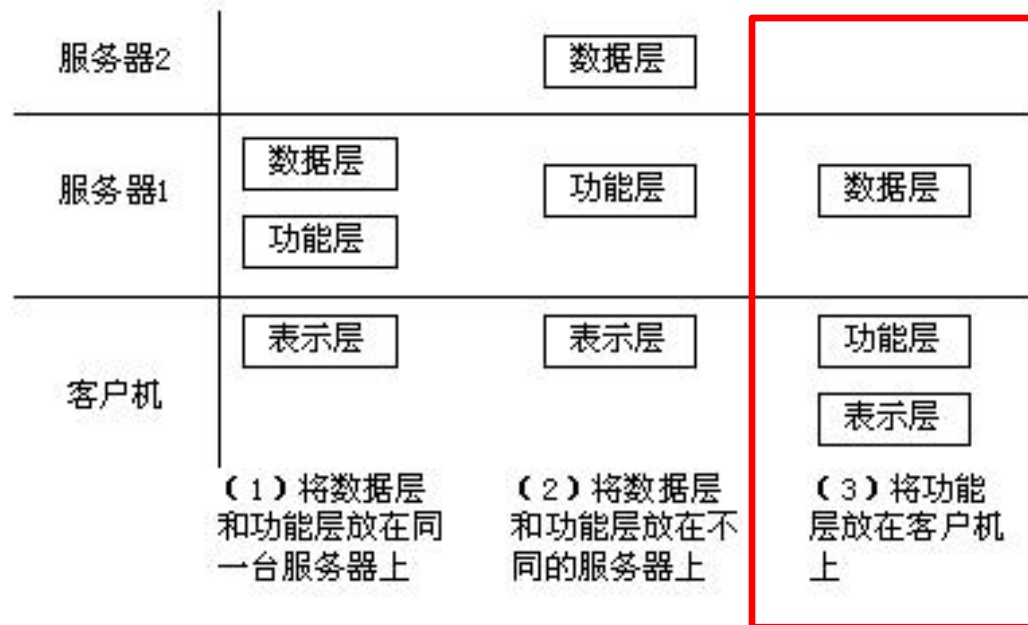 服务器2
数据层
服务器1
数据层
功能层
数据层
功能层
客户机
表示层
表示层
功能层
表示层
（1）将数据层
和功能层放在同
一台服务器上
（2）将数据层
和功能层放在不
同的服务器上
（3）将功能
层放在客户机
上